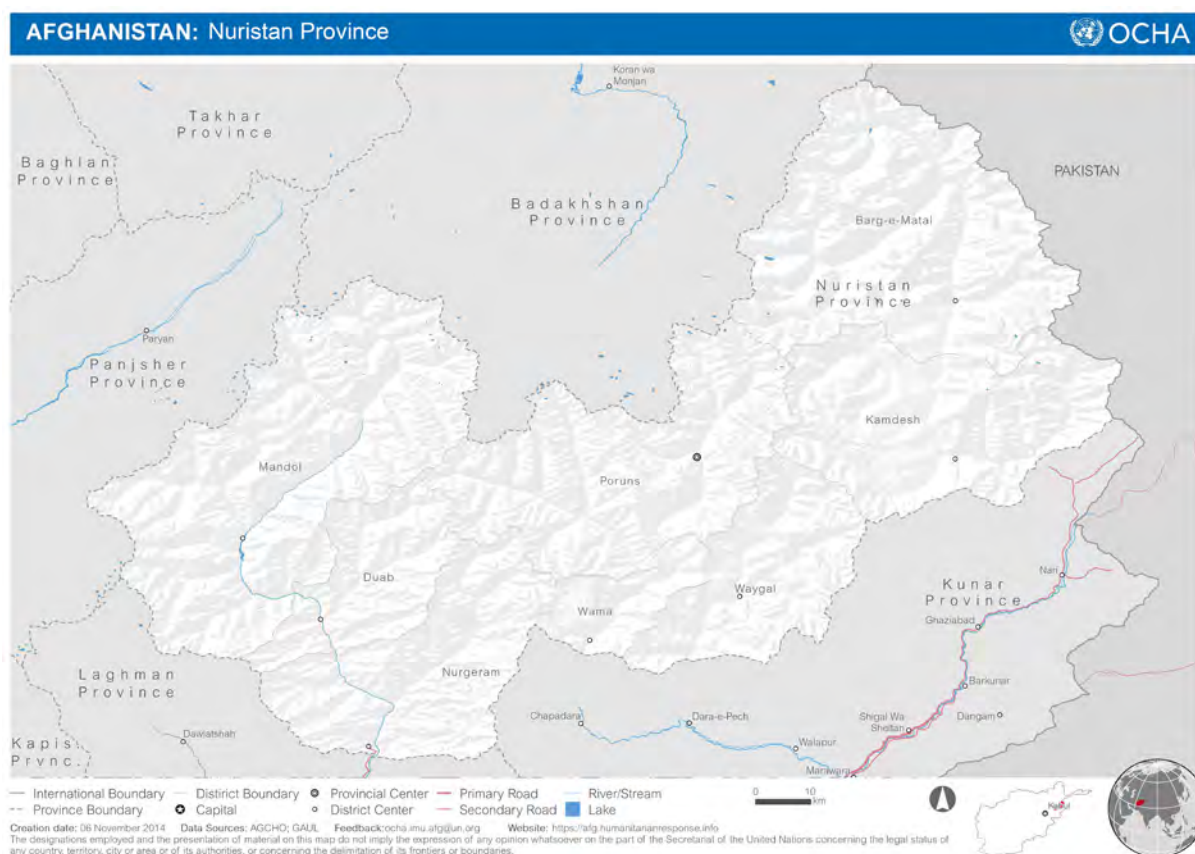 AFGHANISTAN: Nuristan Province
OCHA
Koran wa
Monjan
Takhar
Province
Baghlan
Province
PAKISTAN
Badakhshan
Province
Barg-e-Matal
Nuristan
Province
Paryan
Panjsher
Province
Kamdesh
Mandol
Poruns
Duab
Nari
Kunar
Province
Waygal
Wama
Ghaziabad
Nurgeram
Laghman
Province
Barkunar
Chapadara
Dara-e-Pech
Shigal Wa
Sheltan
Dangam
Dawlatshah
Kapis.
Prvnc.
Watapur
Marawara
International Boundary
District Boundary
Provincial Center
Primary Road
River/Stream
Province Boundary
Capital
District Center
Secondary Road
Lake
0 10
km
Kabul
Creation date: 06 November 2014 Data Sources: AGCHO; GAUL Feedback:ocha.imu.afg@un.org Website: https://afg.humanitarianresponse.info
The designations employed and the presentation of material on this map do not imply the expression of any opinion whatsoever on the part of the Secretariat of the United Nations concerning the legal status of
any country, territory, city or area or of its authorities, or concerning the delimitation of its frontiers or boundaries.